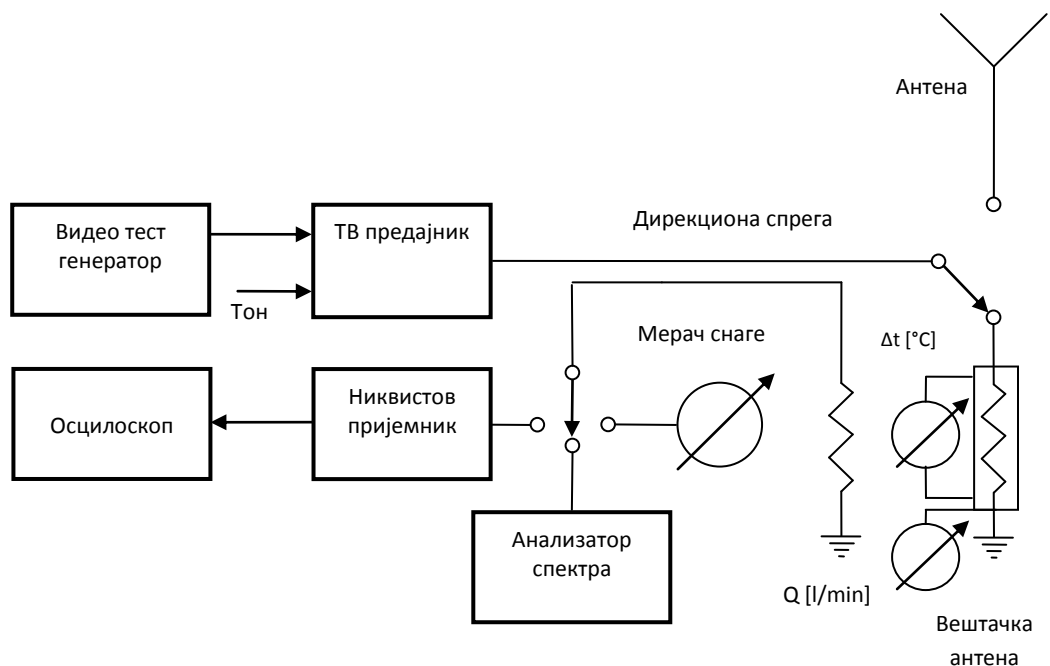 Антена
Видео тест
генератор
ТВ предајник
Дирекциона спрега
Тон
Мерач снаге
Δt [°C]
Осцилоскоп
Никвистов
пријемник
Анализатор
спектра
Q [l/min]
Вештачка
антена